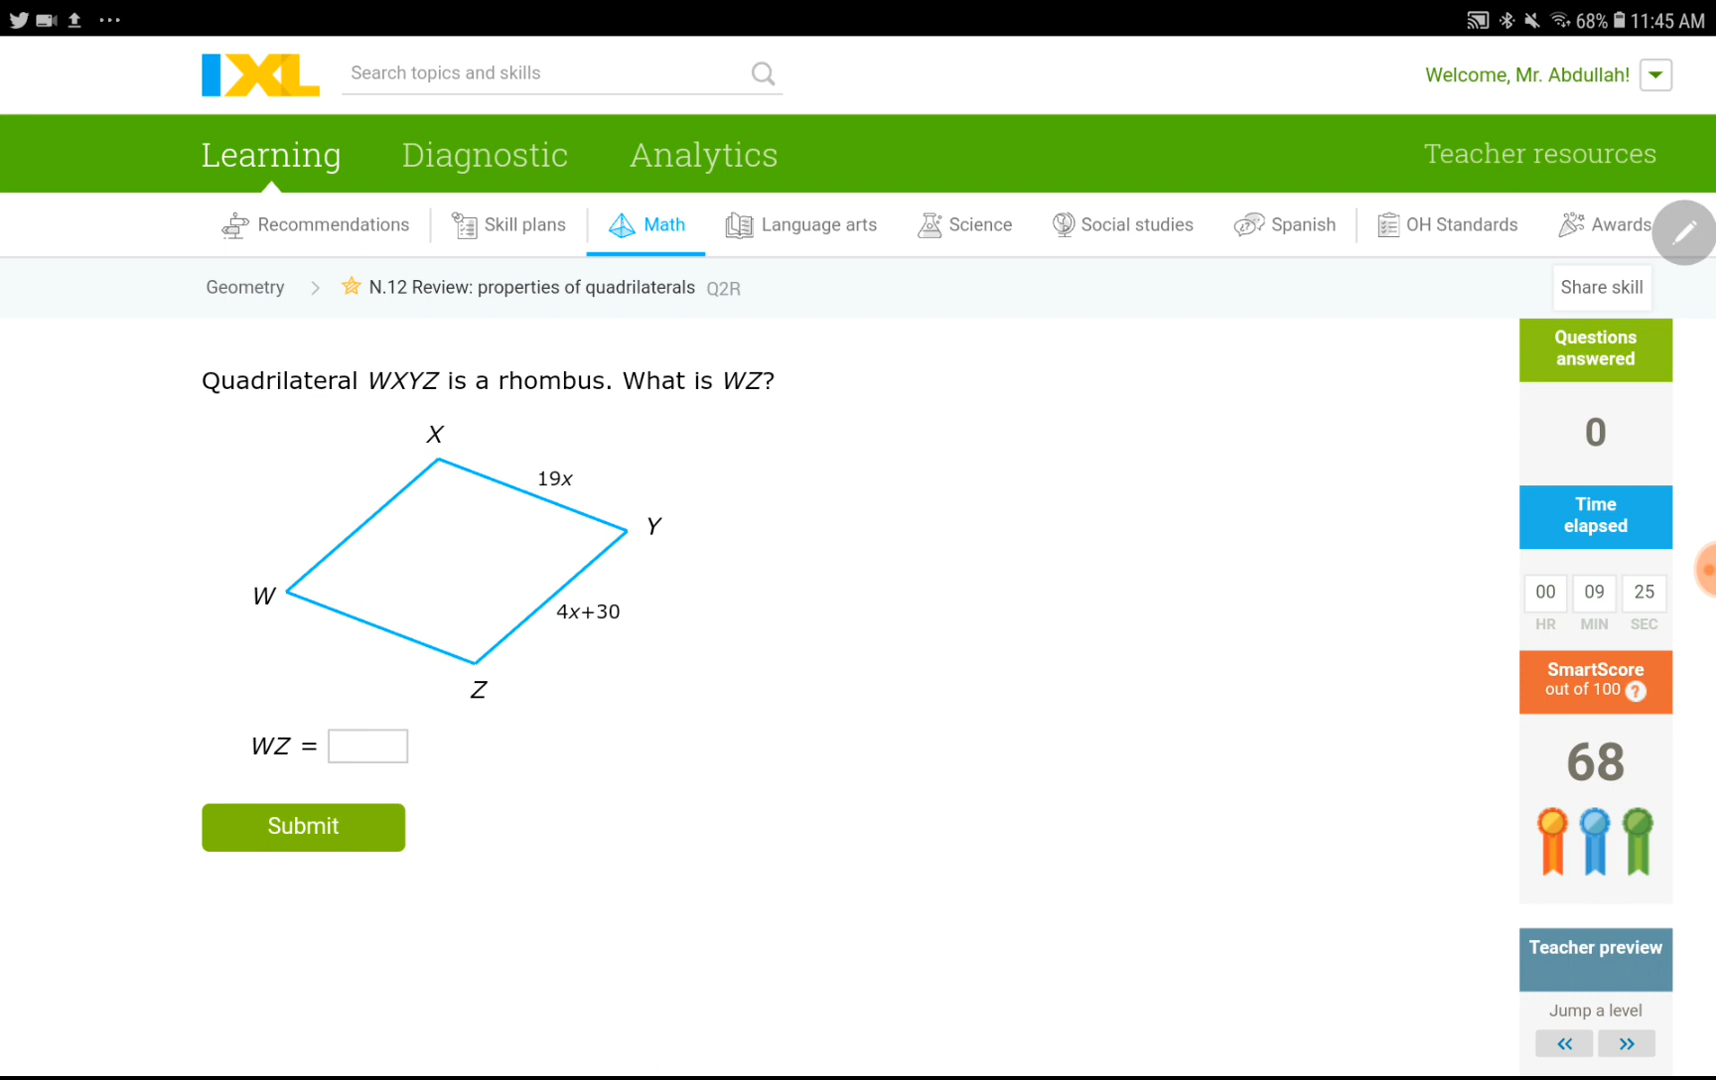 68% 11:45 AM
IXL Search topics and skills Welcome, Mr. Abdullah!
Learning Diagnostic Analytics Teacher resources
Recommendations Skill plans Math Language arts Science Social studies Spanish OH Standards Awards
Geometry > N.12 Review: properties of quadrilaterals Q2R Share skill
Quadrilateral WXYZ is a rhombus. What is WZ?
X
19x
Y
W
4x+30
Z
WZ =
Submit
Questions
answered
0
Time
elapsed
00 09 25
HR MIN SEC
SmartScore
out of 100 ?
68
Teacher preview
Jump a level
<< >>